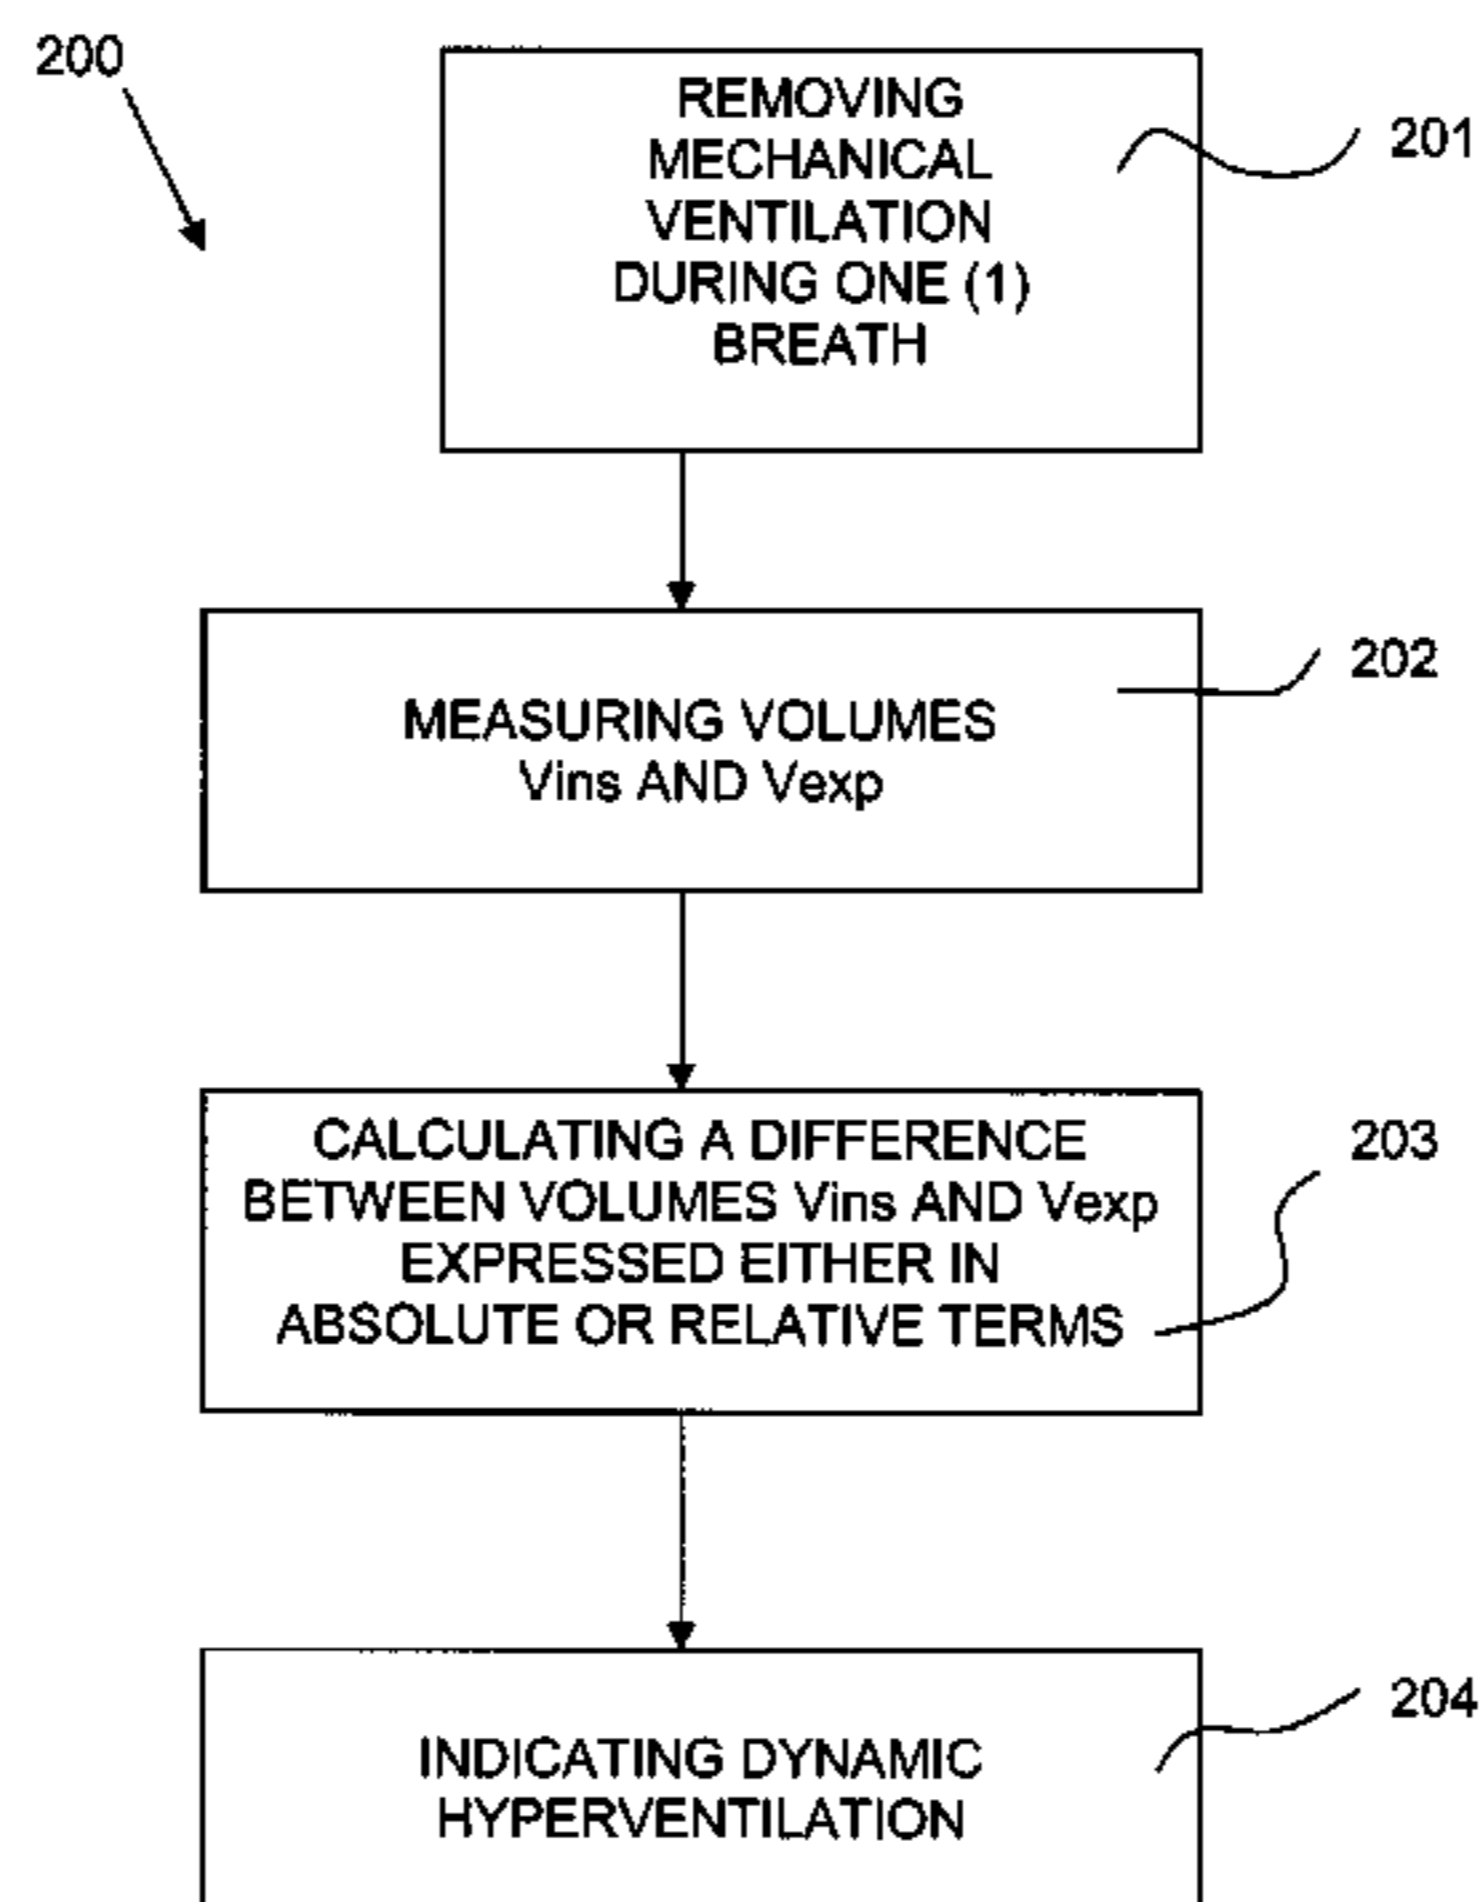 200
REMOVING
MECHANICAL
VENTILATION
DURING ONE (1)
BREATH
201
MEASURING VOLUMES
Vins AND Vexp
202
CALCULATING A DIFFERENCE
BETWEEN VOLUMES Vins AND Vexp
EXPRESSED EITHER IN
ABSOLUTE OR RELATIVE TERMS
203
INDICATING DYNAMIC
HYPERVENTILATION
204